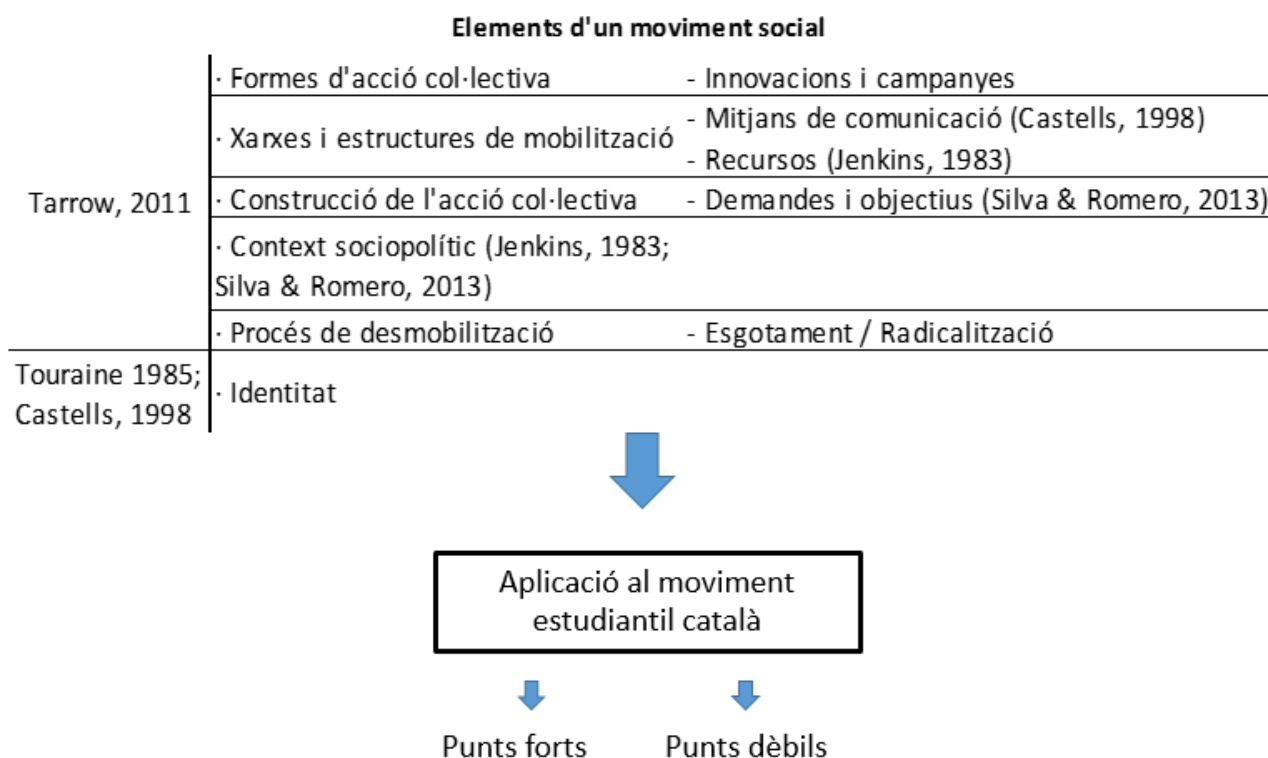 Elements d'un moviment social
· Formes d'acció col·lectiva - Innovacions i campanyes
· Xarxes i estructures de mobilització - Mitjans de comunicació (Castells, 1998)
- Recursos (Jenkins, 1983)
Tarrow, 2011 · Construcció de l'acció col·lectiva - Demandes i objectius (Silva & Romero, 2013)
· Context sociopolític (Jenkins, 1983;
Silva & Romero, 2013)
· Procés de desmobilització - Esgotament / Radicalització
Touraine 1985;
Castells, 1998
· Identitat
Aplicació al moviment
estudiantil català
Punts forts Punts dèbils